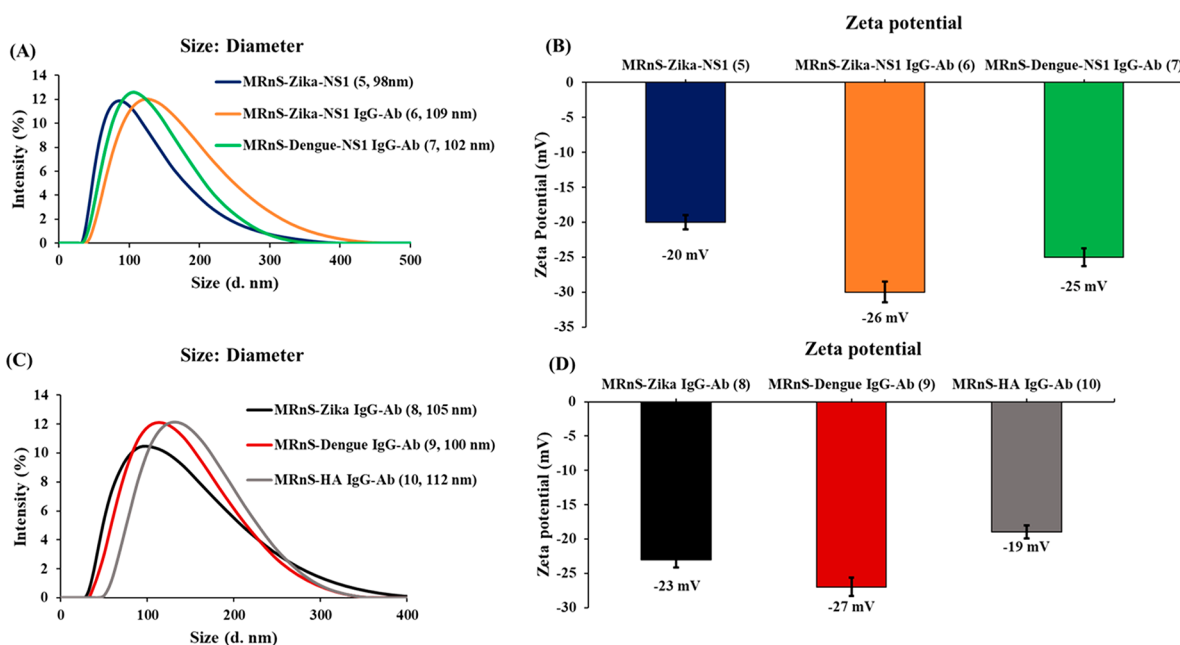 (A)
Size: Diameter
MRnS-Zika-NS1 (5, 98nm)
MRnS-Zika-NS1 IgG-Ab (6, 109 nm)
MRnS-Dengue-NS1 IgG-Ab (7, 102 nm)
Intensity (%)
14
12
10
8
6
4
2
0
0 100 200 300 400 500
Size (d. nm)
(B)
Zeta potential
MRnS-Zika-NS1 (5) MRnS-Zika-NS1 IgG-Ab (6) MRnS-Dengue-NS1 IgG-Ab (7)
Zeta Potential (mV)
0
-5
-10
-15
-20
-25
-30
-35
-20 mV
-26 mV
-25 mV
(C)
Size: Diameter
MRnS-Zika IgG-Ab (8, 105 nm)
MRnS-Dengue IgG-Ab (9, 100 nm)
MRnS-HA IgG-Ab (10, 112 nm)
Intensity (%)
14
12
10
8
6
4
2
0
0 100 200 300 400
Size (d. nm)
(D)
Zeta potential
MRnS-Zika IgG-Ab (8) MRnS-Dengue IgG-Ab (9) MRnS-HA IgG-Ab (10)
Zeta potential (mV)
0
-5
-10
-15
-20
-25
-30
-23 mV
-27 mV
-19 mV